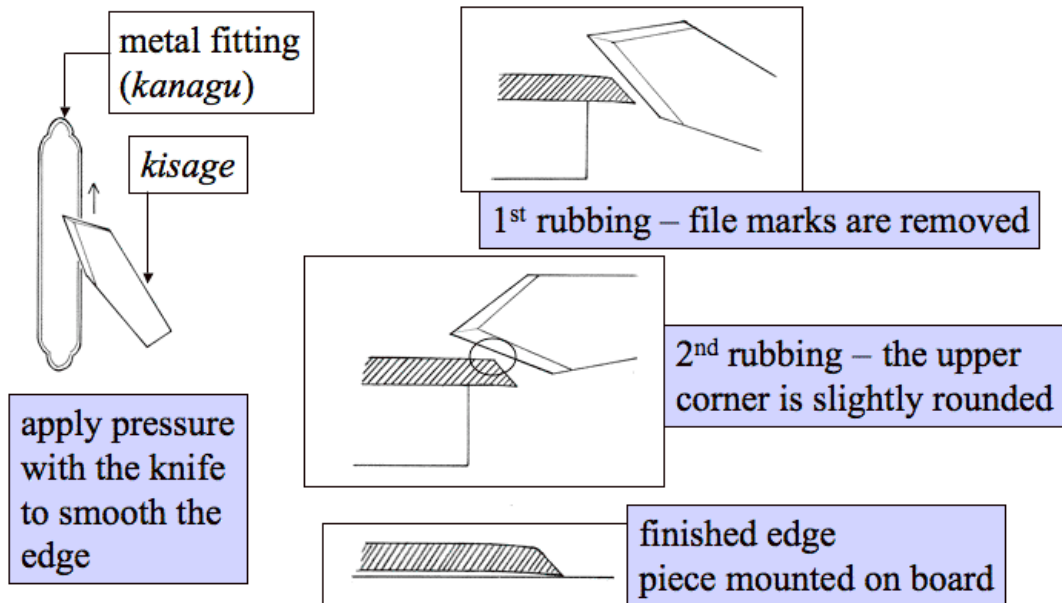 metal fitting
(kanagu)
kisage
apply pressure
with the knife
to smooth the
edge
1st rubbing – file marks are removed
2nd rubbing – the upper
corner is slightly rounded
finished edge
piece mounted on board